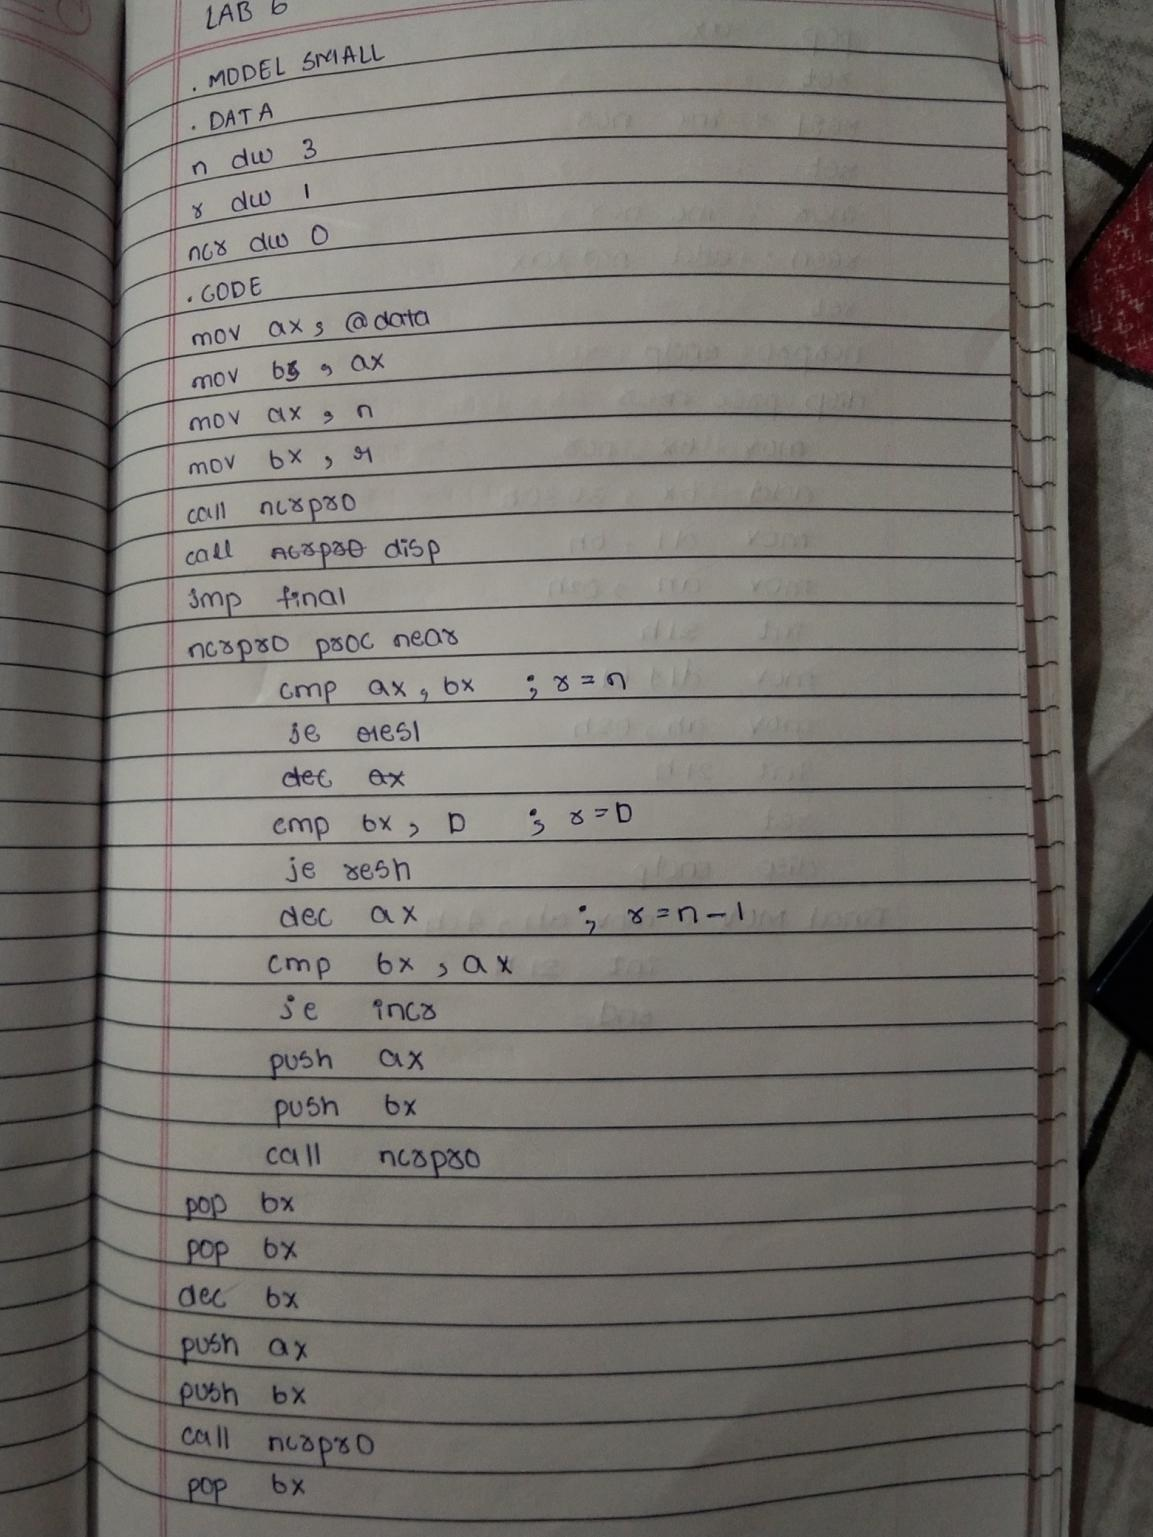 LAB 6
. MODEL SMALL
. DATA
n dw 3
r dw 1
ncr dw 0
. CODE
mov ax, @data
mov bs, ax
mov ax, n
mov bx, r
call ncrpro
call ncrpro disp
jmp final
ncrpro proc near
cmp ax, bx ; r = n
je res1
dec ax
cmp bx, 0 ; r = 0
je resn
dec ax ; r = n - 1
cmp bx, ax
je incr
push ax
push bx
call ncrpro
pop bx
pop bx
dec bx
push ax
push bx
call ncrpro
pop bx